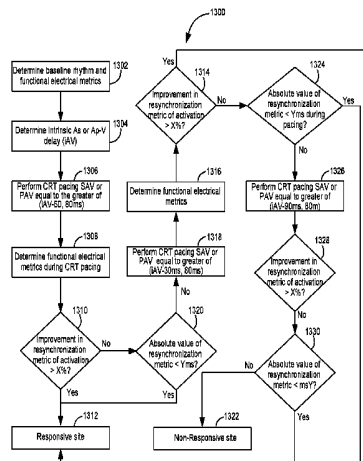 1300
Determine baseline rhythm
and functional electrical metrics
1302
Determine Intrinsic As or Ap-V
delay (iAV)
1304
1306
Perform CRT pacing SAV or
PAV equal to the greater of
(iAV-50, 80ms)
1308
Determine functional electrical
metrics during CRT pacing
1310
Improvement in
resynchronization
metric of activation
> X%?
No
Yes
1312
Responsive site
Yes
1314
Improvement in
resynchronization
metric of activation
> X%?
No
1316
Determine functional electrical
metrics
1318
Perform CRT pacing SAV or
PAV equal to greater of
(iAV-30ms, 80ms)
No
1320
Absolute value of
resynchronization
metric < Yms?
Yes
1322
Non-Responsive site
1324
Absolute value of
resynchronization
metric < Yms during
pacing?
Yes
No
1326
Perform CRT pacing SAV or
PAV equal to greater of
(iAV-90ms, 80m)
1328
Improvement in
resynchronization
metric of activation
> X%?
No
1330
Absolute value of
resynchronization
metric < msY?
No
Yes